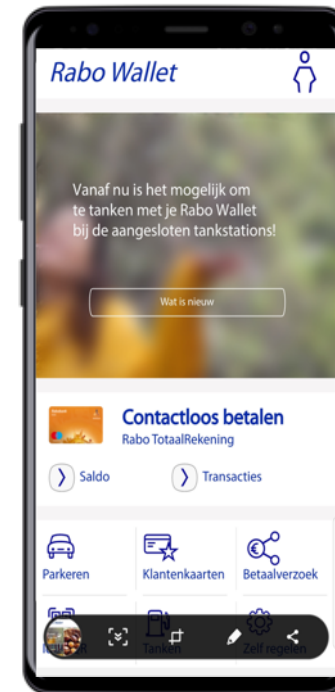 Rabo Wallet
Vanaf nu is het mogelijk om
te tanken met je Rabo Wallet
bij de aangesloten tankstations!
Wat is nieuw
Contactloos betalen
Rabo TotaalRekening
Saldo
Transacties
Parkeren
Klantenkaarten
Betaalverzoek
Tanken
Zelf regelen